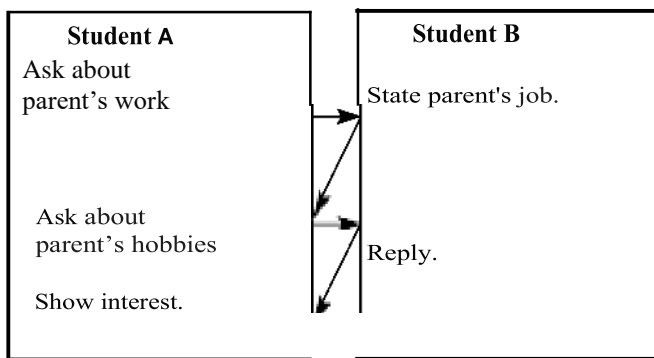 Student A
Ask about
parent’s work
Ask about
parent’s hobbies
Show interest.
Student B
State parent's job.
Reply.